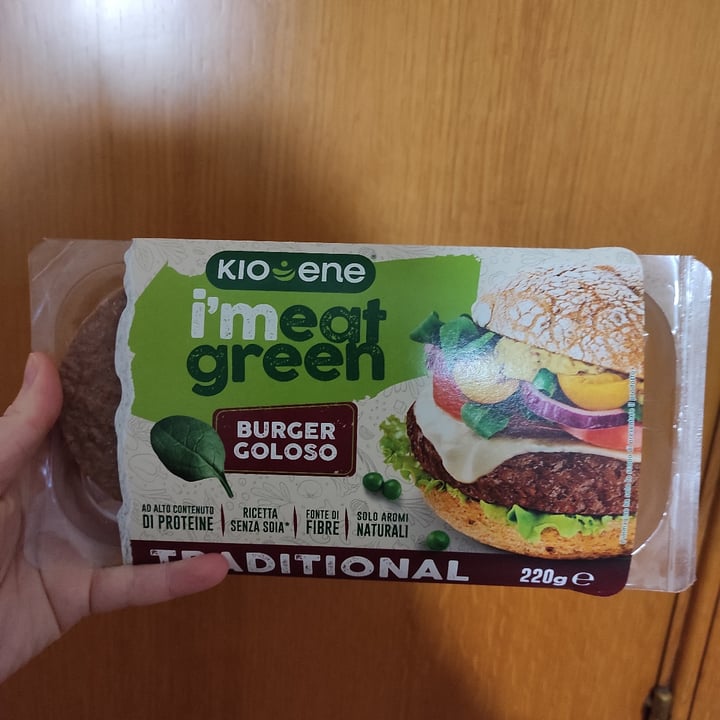 KIOENE®
i'meat
green
BURGER
GOLOSO
AD ALTO CONTENUTO
DI PROTEINE
RICETTA
SENZA SOIA*
FONTE DI
FIBRE
SOLO AROMI
NATURALI
TRADITIONAL
220g e